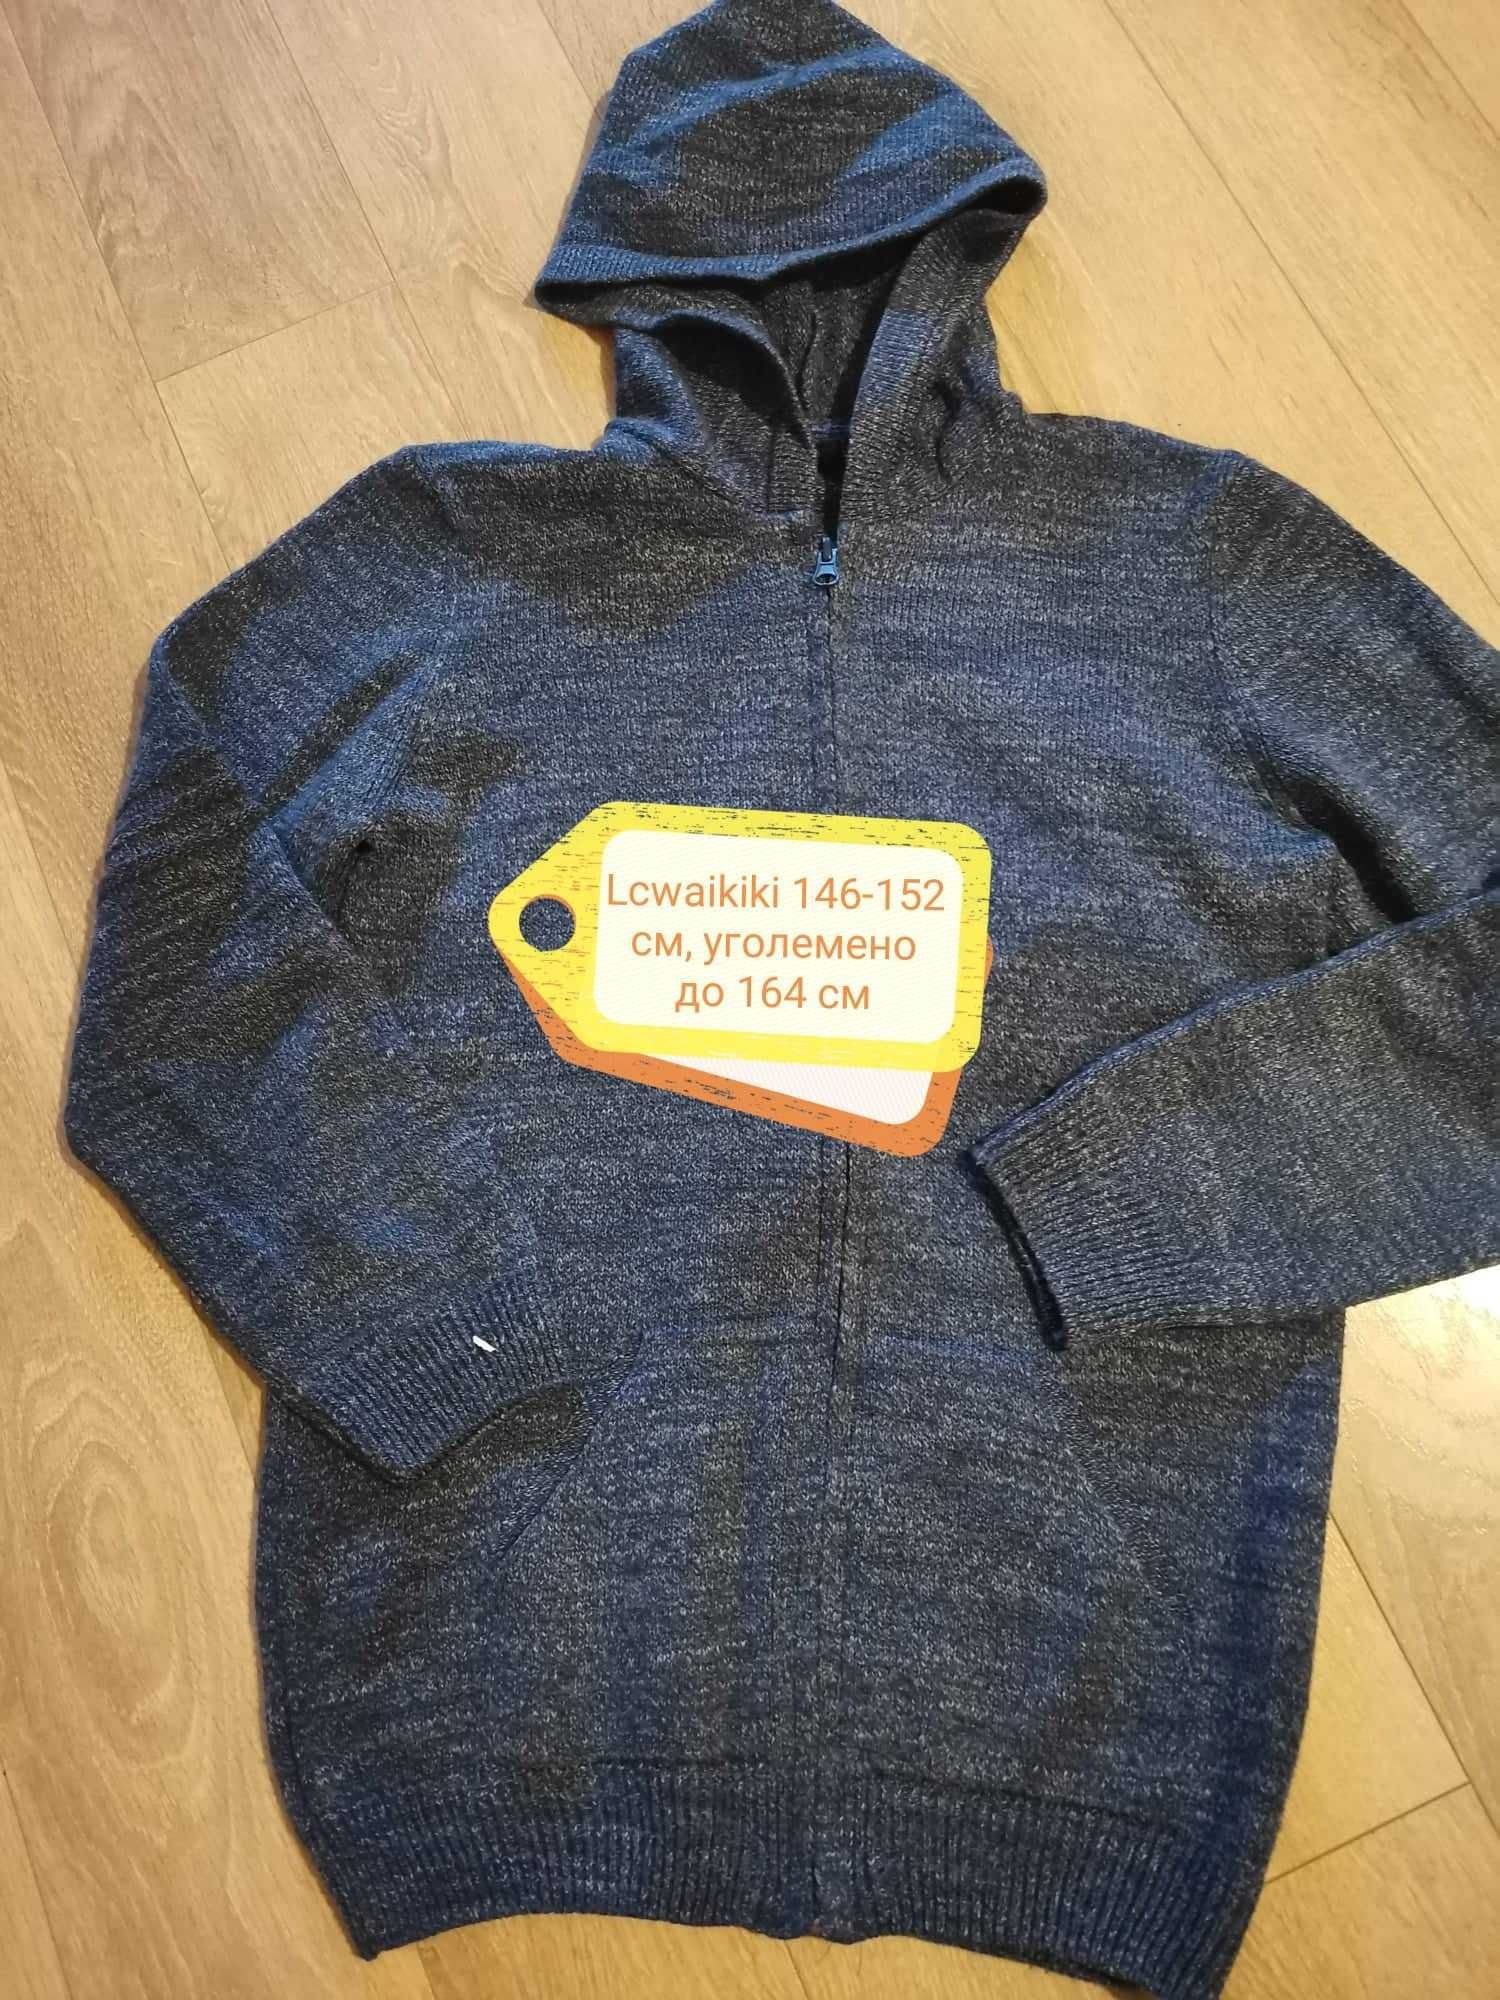 Lcwaikiki 146-152
см, уголемено
до 164 см